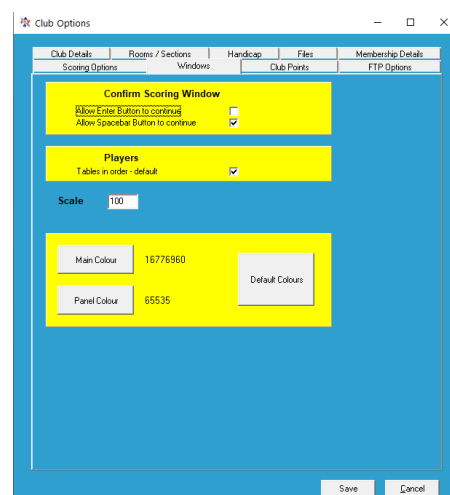 Club Options
Club Details Rooms / Sections Handicap Files Membership Details
Scoring Options Windows Club Points FTP Options
Confirm Scoring Window
Allow Enter Button to continue
Allow Spacebar Button to continue
Players
Tables in order - default
Scale 100
Main Colour 16776960
Default Colours
Panel Colour 65535
Save Cancel